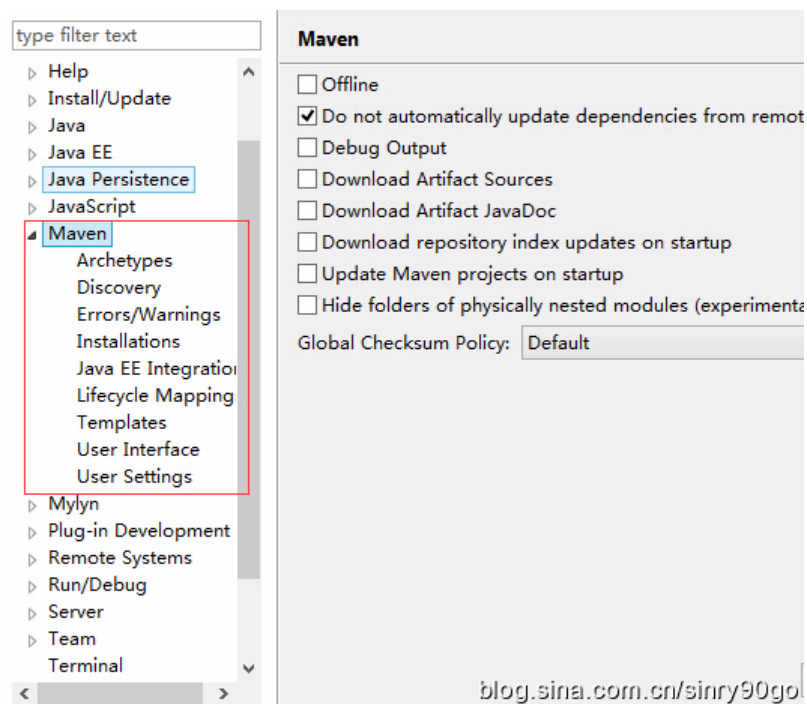 type filter text
Help
Install/Update
Java
Java EE
Java Persistence
JavaScript
Maven
Archetypes
Discovery
Errors/Warnings
Installations
Java EE Integration
Lifecycle Mapping
Templates
User Interface
User Settings
Mylyn
Plug-in Development
Remote Systems
Run/Debug
Server
Team
Terminal
Maven
Offline
Do not automatically update dependencies from remot
Debug Output
Download Artifact Sources
Download Artifact JavaDoc
Download repository index updates on startup
Update Maven projects on startup
Hide folders of physically nested modules (experimenta
Global Checksum Policy: Default
blog.sina.com.cn/sinry90gol